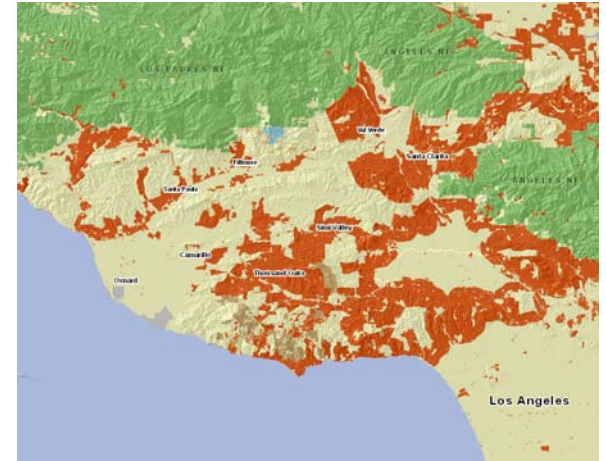 ANGELES NF
LOS PADRES NF
Val Verde
Santa Clarita
Fillmore
ANGELES NF
Santa Paula
Simi Valley
Camarillo
Thousand Oaks
Oxnard
Los Angeles